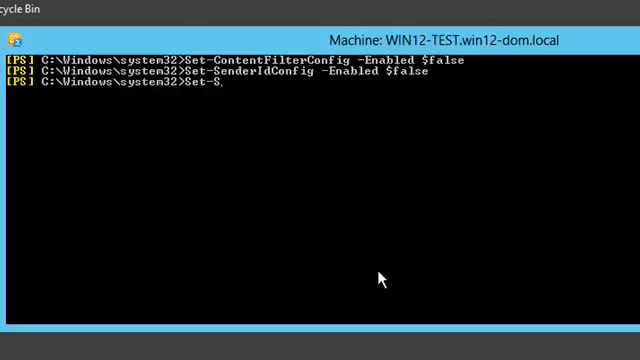 cycle Bin
Machine: WIN12-TEST.win12-dom.local
[PS] C:\Windows\system32>Set-ContentFilterConfig -Enabled $false
[PS] C:\Windows\system32>Set-SenderIdConfig -Enabled $false
[PS] C:\Windows\system32>Set-S